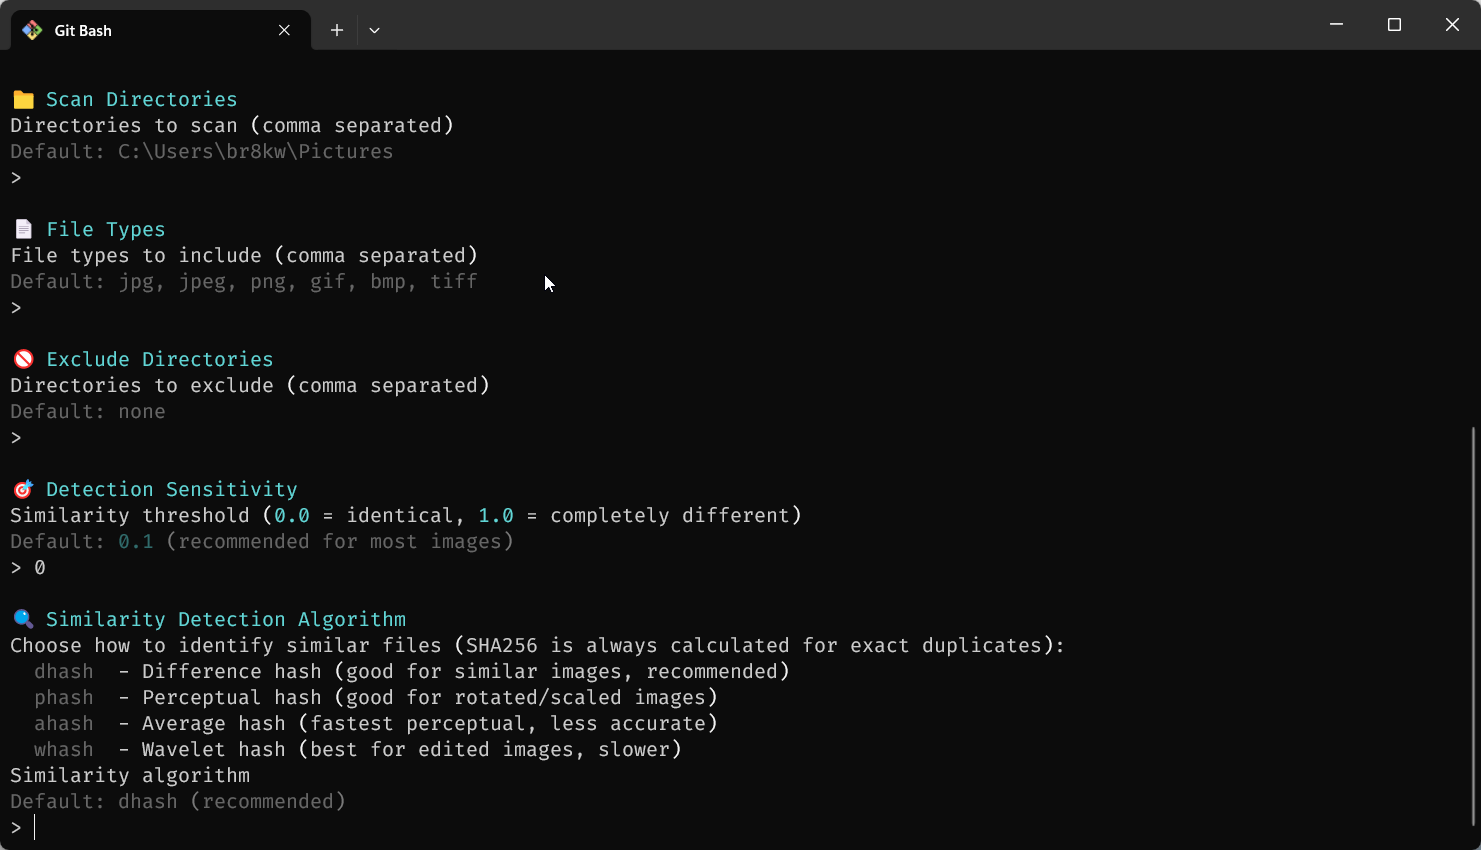 Git Bash
Scan Directories
Directories to scan (comma separated)
Default: C:\Users\br8kw\Pictures
>
File Types
File types to include (comma separated)
Default: jpg, jpeg, png, gif, bmp, tiff
>
Exclude Directories
Directories to exclude (comma separated)
Default: none
>
Detection Sensitivity
Similarity threshold (0.0 = identical, 1.0 = completely different)
Default: 0.1 (recommended for most images)
> 0
Similarity Detection Algorithm
Choose how to identify similar files (SHA256 is always calculated for exact duplicates):
dhash - Difference hash (good for similar images, recommended)
phash - Perceptual hash (good for rotated/scaled images)
ahash - Average hash (fastest perceptual, less accurate)
whash - Wavelet hash (best for edited images, slower)
Similarity algorithm
Default: dhash (recommended)
>